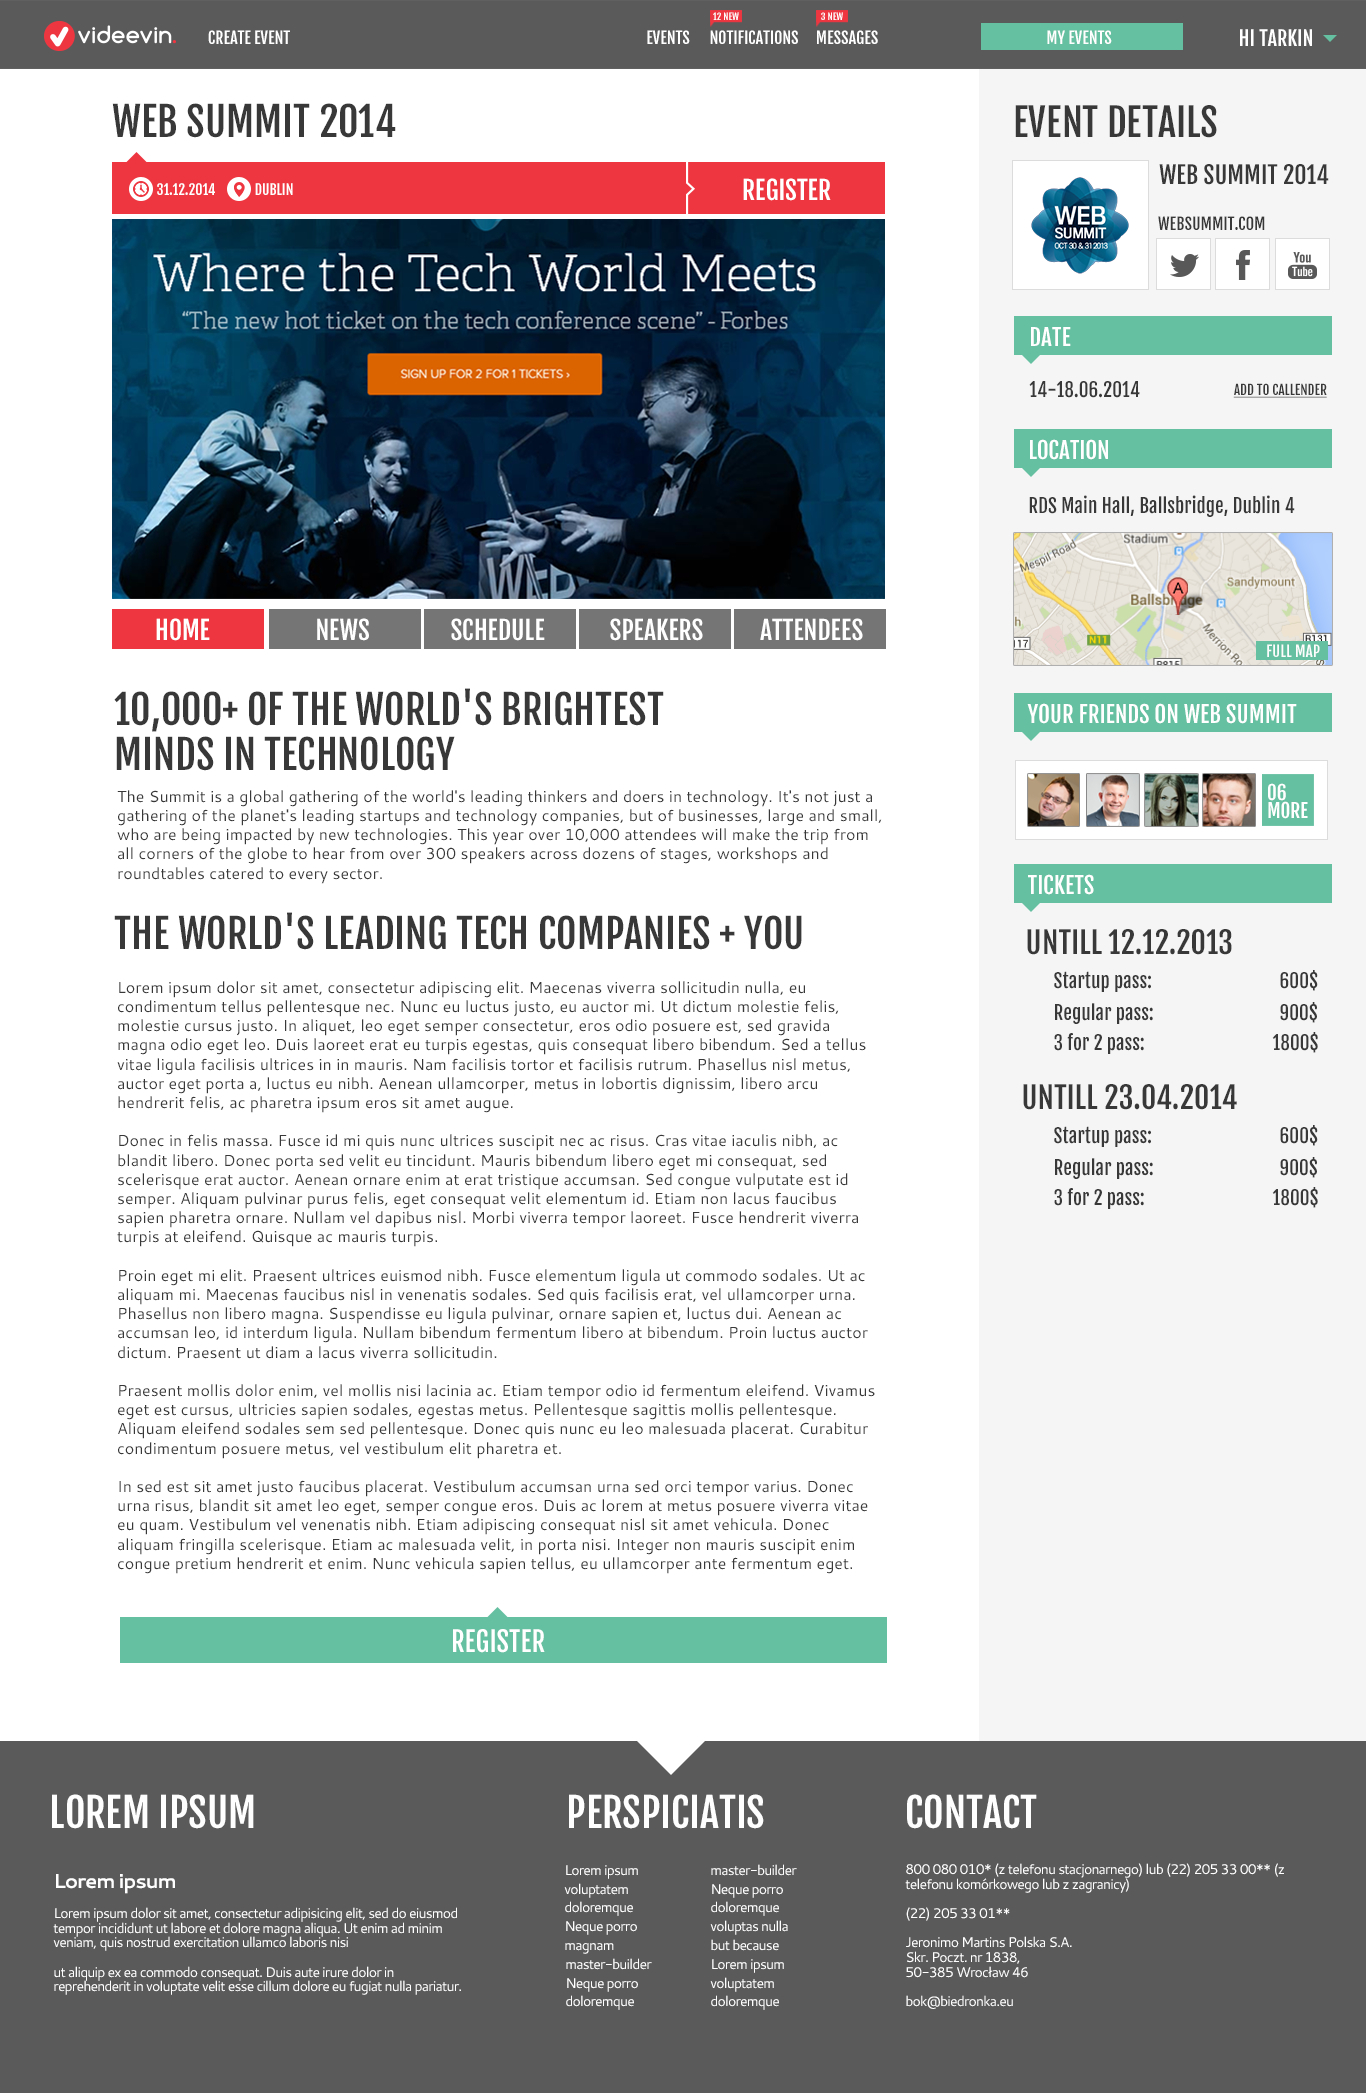 videevin.
CREATE EVENT
EVENTS
12 NEW
NOTIFICATIONS
3 NEW
MESSAGES
MY EVENTS
HI TARKIN
WEB SUMMIT 2014
31.12.2014
DUBLIN
REGISTER
Where the Tech World Meets
“The new hot ticket on the tech conference scene” - Forbes
SIGN UP FOR 2 FOR 1 TICKETS ›
WEB
HOME
NEWS
SCHEDULE
SPEAKERS
ATTENDEES
10,000+ OF THE WORLD'S BRIGHTEST
MINDS IN TECHNOLOGY
The Summit is a global gathering of the world's leading thinkers and doers in technology. It's not just a
gathering of the planet's leading startups and technology companies, but of businesses, large and small,
who are being impacted by new technologies. This year over 10,000 attendees will make the trip from
all corners of the globe to hear from over 300 speakers across dozens of stages, workshops and
roundtables catered to every sector.
THE WORLD'S LEADING TECH COMPANIES + YOU
Lorem ipsum dolor sit amet, consectetur adipiscing elit. Maecenas viverra sollicitudin nulla, eu
condimentum tellus pellentesque nec. Nunc eu luctus justo, eu auctor mi. Ut dictum molestie felis,
molestie cursus justo. In aliquet, leo eget semper consectetur, eros odio posuere est, sed gravida
magna odio eget leo. Duis laoreet erat eu turpis egestas, quis consequat libero bibendum. Sed a tellus
vitae ligula facilisis ultrices in in mauris. Nam facilisis tortor et facilisis rutrum. Phasellus nisl metus,
auctor eget porta a, luctus eu nibh. Aenean ullamcorper, metus in lobortis dignissim, libero arcu
hendrerit felis, ac pharetra ipsum eros sit amet augue.
Donec in felis massa. Fusce id mi quis nunc ultrices suscipit nec ac risus. Cras vitae iaculis nibh, ac
blandit libero. Donec porta sed velit eu tincidunt. Mauris bibendum libero eget mi consequat, sed
scelerisque erat auctor. Aenean ornare enim at erat tristique accumsan. Sed congue vulputate est id
semper. Aliquam pulvinar purus felis, eget consequat velit elementum id. Etiam non lacus faucibus
sapien pharetra ornare. Nullam vel dapibus nisl. Morbi viverra tempor laoreet. Fusce hendrerit viverra
turpis at eleifend. Quisque ac mauris turpis.
Proin eget mi elit. Praesent ultrices euismod nibh. Fusce elementum ligula ut commodo sodales. Ut ac
aliquam mi. Maecenas faucibus nisl in venenatis sodales. Sed quis facilisis erat, vel ullamcorper urna.
Phasellus non libero magna. Suspendisse eu ligula pulvinar, ornare sapien et, luctus dui. Aenean ac
accumsan leo, id interdum ligula. Nullam bibendum fermentum libero at bibendum. Proin luctus auctor
dictum. Praesent ut diam a lacus viverra sollicitudin.
Praesent mollis dolor enim, vel mollis nisi lacinia ac. Etiam tempor odio id fermentum eleifend. Vivamus
eget est cursus, ultricies sapien sodales, egestas metus. Pellentesque sagittis mollis pellentesque.
Aliquam eleifend sodales sem sed pellentesque. Donec quis nunc eu leo malesuada placerat. Curabitur
condimentum posuere metus, vel vestibulum elit pharetra et.
In sed est sit amet justo faucibus placerat. Vestibulum accumsan urna sed orci tempor varius. Donec
urna risus, blandit sit amet leo eget, semper congue eros. Duis ac lorem at metus posuere viverra vitae
eu quam. Vestibulum vel venenatis nibh. Etiam adipiscing consequat nisl sit amet vehicula. Donec
aliquam fringilla scelerisque. Etiam ac malesuada velit, in porta nisi. Integer non mauris suscipit enim
congue pretium hendrerit et enim. Nunc vehicula sapien tellus, eu ullamcorper ante fermentum eget.
REGISTER
EVENT DETAILS
WEB
SUMMIT
OCT 30 & 31 2013
WEB SUMMIT 2014
WEBSUMMIT.COM
You
Tube
DATE
14-18.06.2014
ADD TO CALLENDER
LOCATION
RDS Main Hall, Ballsbridge, Dublin 4
Stadium
Mespil Road
Sandymount
A
Ballsbridge
Merrion Ro
h
N11
R131
17
R815
S
FULL MAP
YOUR FRIENDS ON WEB SUMMIT
06
MORE
TICKETS
UNTILL 12.12.2013
Startup pass: 600$
Regular pass: 900$
3 for 2 pass: 1800$
UNTILL 23.04.2014
Startup pass: 600$
Regular pass: 900$
3 for 2 pass: 1800$
LOREM IPSUM
Lorem ipsum
Lorem ipsum dolor sit amet, consectetur adipisicing elit, sed do eiusmod
tempor incididunt ut labore et dolore magna aliqua. Ut enim ad minim
veniam, quis nostrud exercitation ullamco laboris nisi
ut aliquip ex ea commodo consequat. Duis aute irure dolor in
reprehenderit in voluptate velit esse cillum dolore eu fugiat nulla pariatur.
PERSPICIATIS
Lorem ipsum
voluptatem
doloremque
Neque porro
magnam
master-builder
Neque porro
doloremque
master-builder
Neque porro
doloremque
voluptas nulla
but because
Lorem ipsum
voluptatem
doloremque
CONTACT
800 080 010* (z telefonu stacjonarnego) lub (22) 205 33 00** (z
telefonu komórkowego lub z zagranicy)
(22) 205 33 01**
Jeronimo Martins Polska S.A.
Skr. Poczt. nr 1838,
50-385 Wrocław 46
bok@biedronka.eu